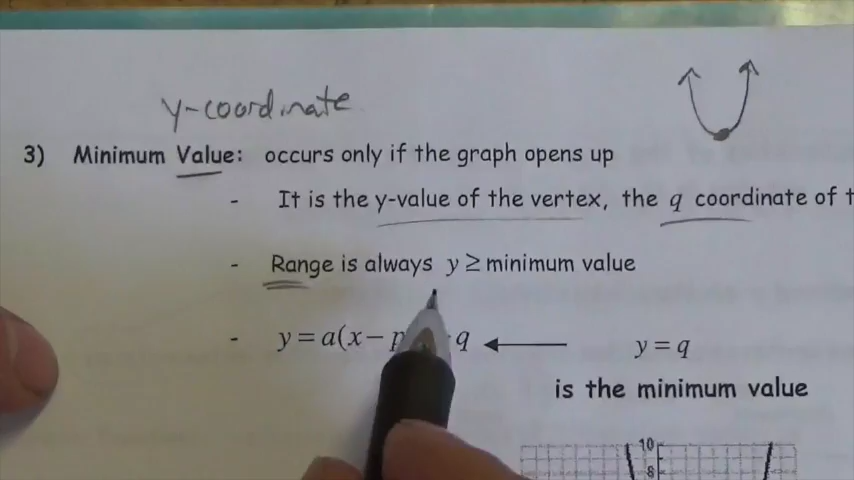 y-coordinate
3) Minimum Value: occurs only if the graph opens up
- It is the y-value of the vertex, the q coordinate of
- Range is always y ≥ minimum value
- y = a(x − p q y = q
is the minimum value
10
8